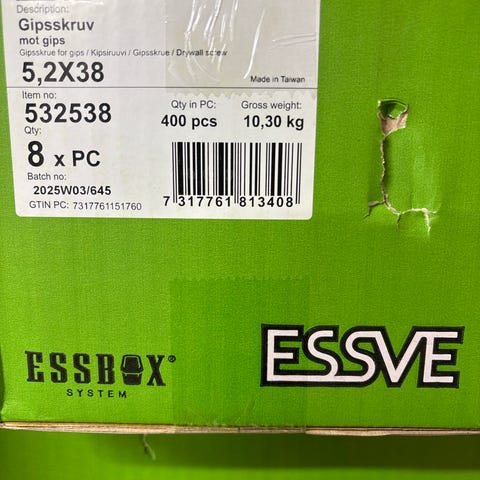 Description:
Gipsskruv
mot gips
Gipsskrue for gips / Kipsiruuvi / Gipsskrue / Drywall screw
5,2X38
Made in Taiwan
Item no:
532538
Qty in PC:
400 pcs
Gross weight:
10,30 kg
Qty:
8 x PC
Batch no:
2025W03/645
GTIN PC: 7317761151760
7 317761 813408
ESSBOX®
SYSTEM
ESSVE